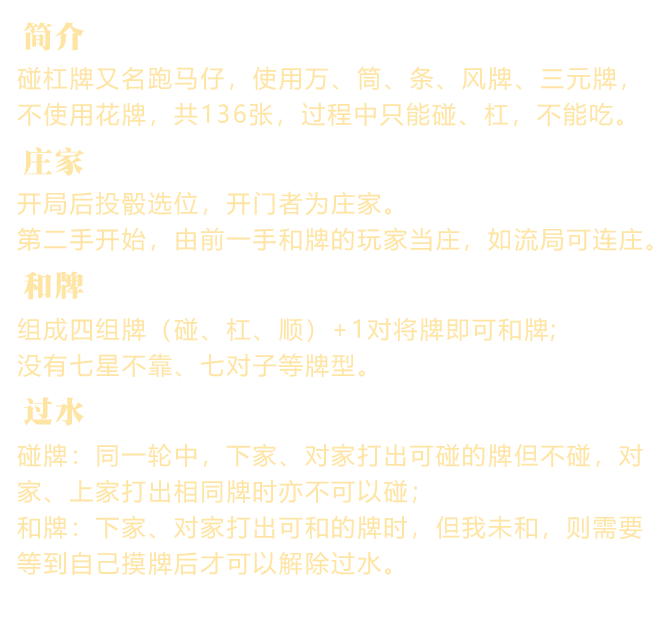 简介
碰杠牌又名跑马仔，使用万、筒、条、风牌、三元牌，
不使用花牌，共136张，过程中只能碰、杠，不能吃。
庄家
开局后投骰选位，开门者为庄家。
第二手开始，由前一手和牌的玩家当庄，如流局可连庄。
和牌
组成四组牌（碰、杠、顺）+1对将牌即可和牌;
没有七星不靠、七对子等牌型。
过水
碰牌：同一轮中，下家、对家打出可碰的牌但不碰，对
家、上家打出相同牌时亦不可以碰；
和牌：下家、对家打出可和的牌时，但我未和，则需要
等到自己摸牌后才可以解除过水。